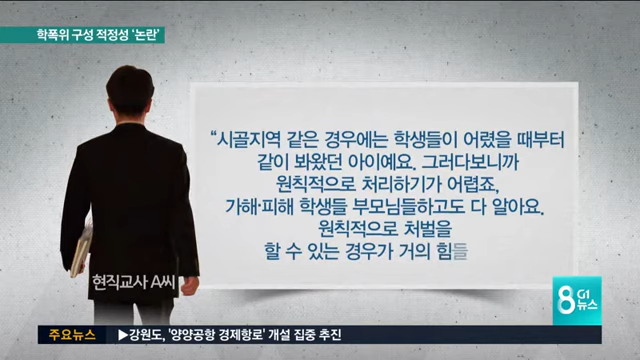 학폭위 구성 적정성 '논란'
“시골지역 같은 경우에는 학생들이 어렸을 때부터
같이 봐왔던 아이예요. 그러다보니까
원칙적으로 처리하기가 어렵죠,
가해·피해 학생들 부모님들하고도 다 알아요.
원칙적으로 처벌을
할 수 있는 경우가 거의 힘들
현직교사 A씨
8 G1
뉴스
주요뉴스 ▶강원도, '양양공항 경제항로' 개설 집중 추진